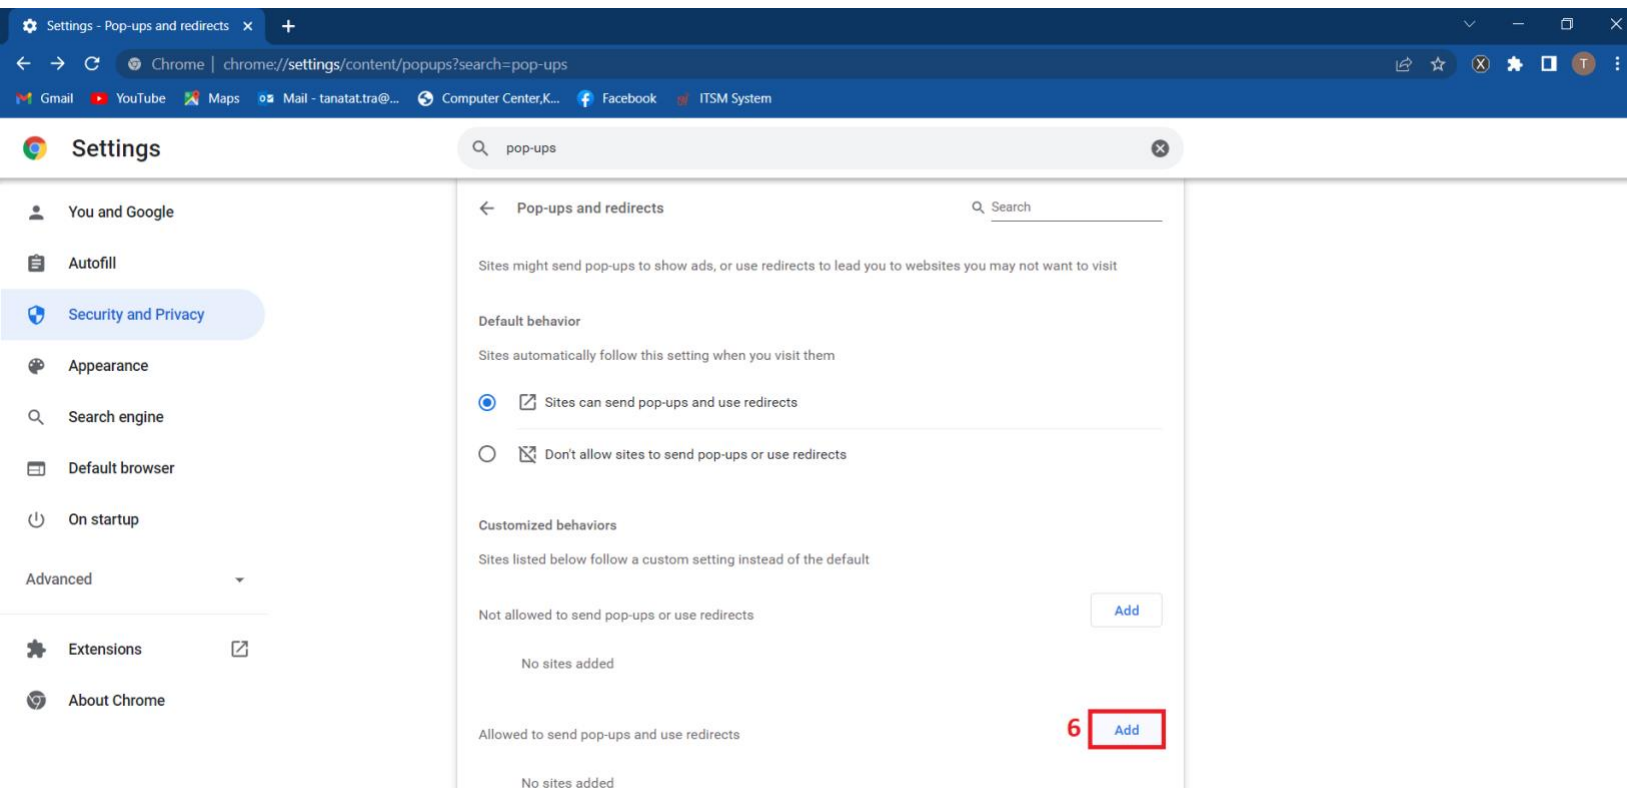 Settings - Pop-ups and redirects
Chrome | chrome://settings/content/popups?search=pop-ups
T
Gmail YouTube Maps Mail - tanatat.tra@... Computer Center,K... Facebook ITSM System
Settings
pop-ups
You and Google
Autofill
Security and Privacy
Appearance
Search engine
Default browser
On startup
Advanced
Extensions
About Chrome
Pop-ups and redirects
Search
Sites might send pop-ups to show ads, or use redirects to lead you to websites you may not want to visit
Default behavior
Sites automatically follow this setting when you visit them
Sites can send pop-ups and use redirects
Don't allow sites to send pop-ups or use redirects
Customized behaviors
Sites listed below follow a custom setting instead of the default
Not allowed to send pop-ups or use redirects Add
No sites added
Allowed to send pop-ups and use redirects 6 Add
No sites added